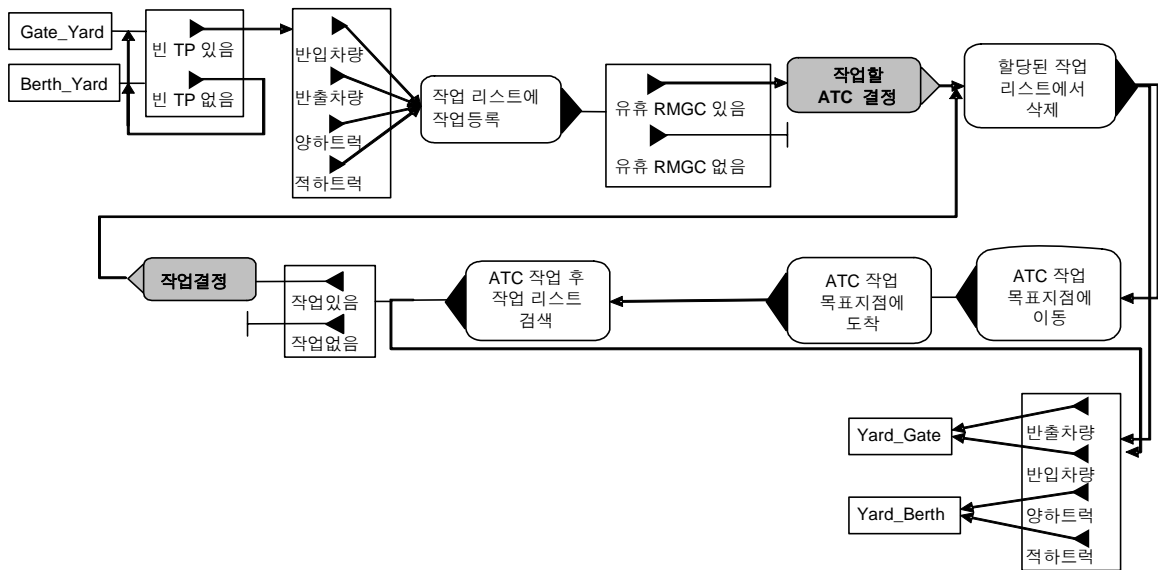 Gate_Yard
Berth_Yard
빈 TP 있음
빈 TP 없음
반입차량
반출차량
양하트럭
적하트럭
작업 리스트에
작업등록
유휴 RMGC 있음
유휴 RMGC 없음
작업할
ATC 결정
할당된 작업
리스트에서
삭제
작업결정
작업있음
작업없음
ATC 작업 후
작업 리스트
검색
ATC 작업
목표지점에
도착
ATC 작업
목표지점에
이동
Yard_Gate
Yard_Berth
반출차량
반입차량
양하트럭
적하트럭